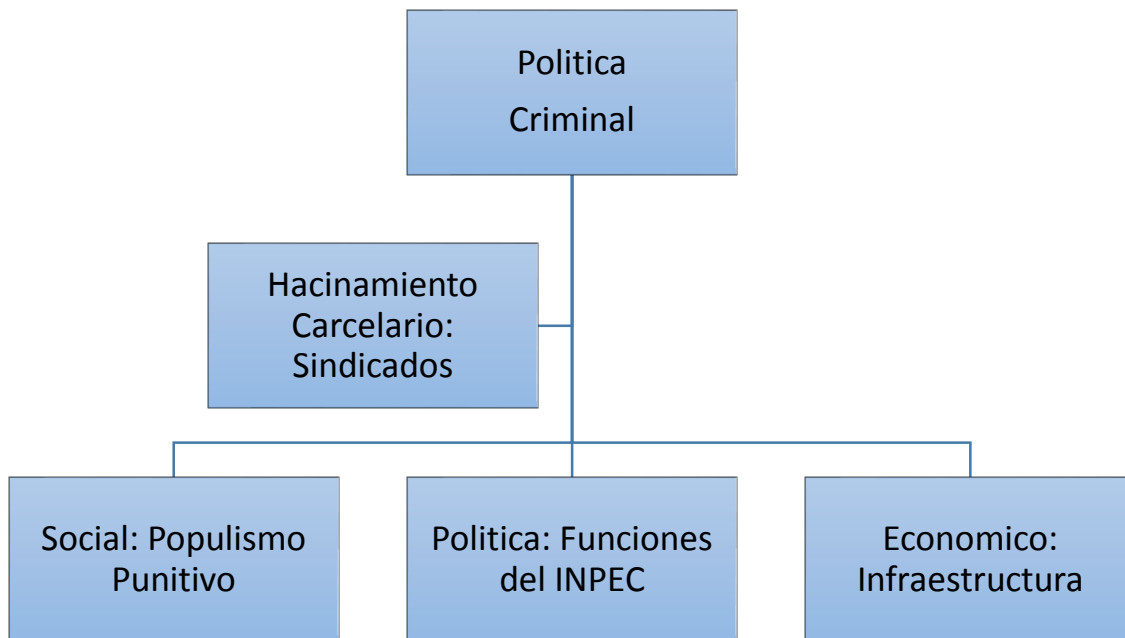 Politica
Criminal
Hacinamiento
Carcelario:
Sindicados
Social: Populismo
Punitivo
Politica: Funciones
del INPEC
Economico:
Infraestructura